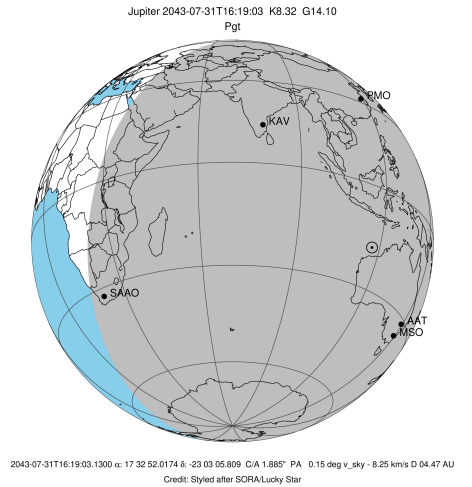 Jupiter 2043-07-31T16:19:03 K8.32 G14.10
Pgt
PMO
KAV
SAAO
AAT
MSO
2043-07-31T16:19:03.1300 α: 17 32 52.0174 δ: -23 03 05.809 C/A 1.885" PA 0.15 deg v_sky - 8.25 km/s D 04.47 AU
Credit: Styled after SORA/Lucky Star